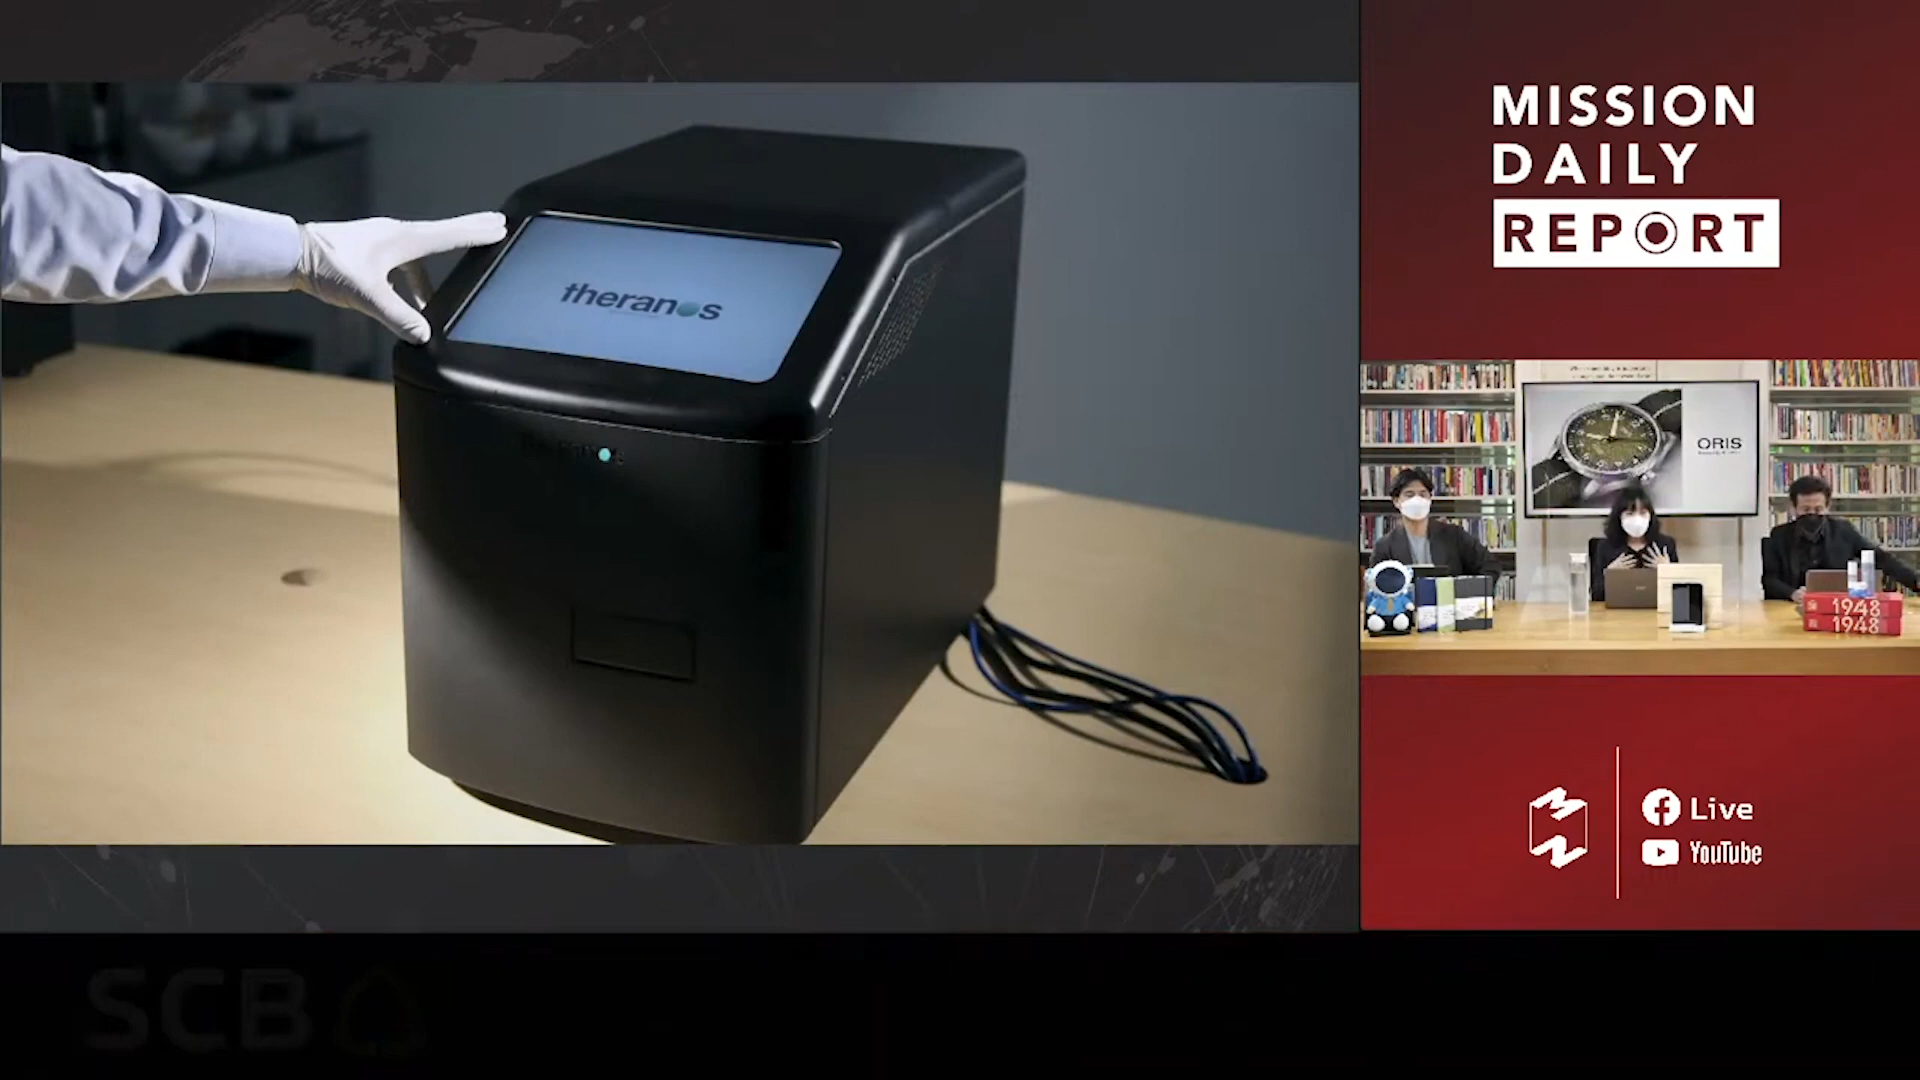 theranos
MISSION
DAILY
REPORT
ORIS
1948
1948
Live
YouTube
SCB